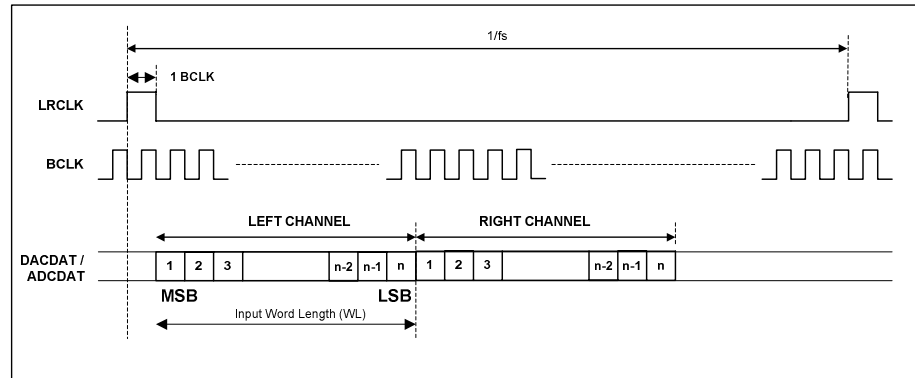 1/fs
1 BCLK
LRCLK
BCLK
LEFT CHANNEL
RIGHT CHANNEL
DACDAT /
ADCDAT
1 2 3 n-2 n-1 n 1 2 3 n-2 n-1 n
MSB LSB
Input Word Length (WL)